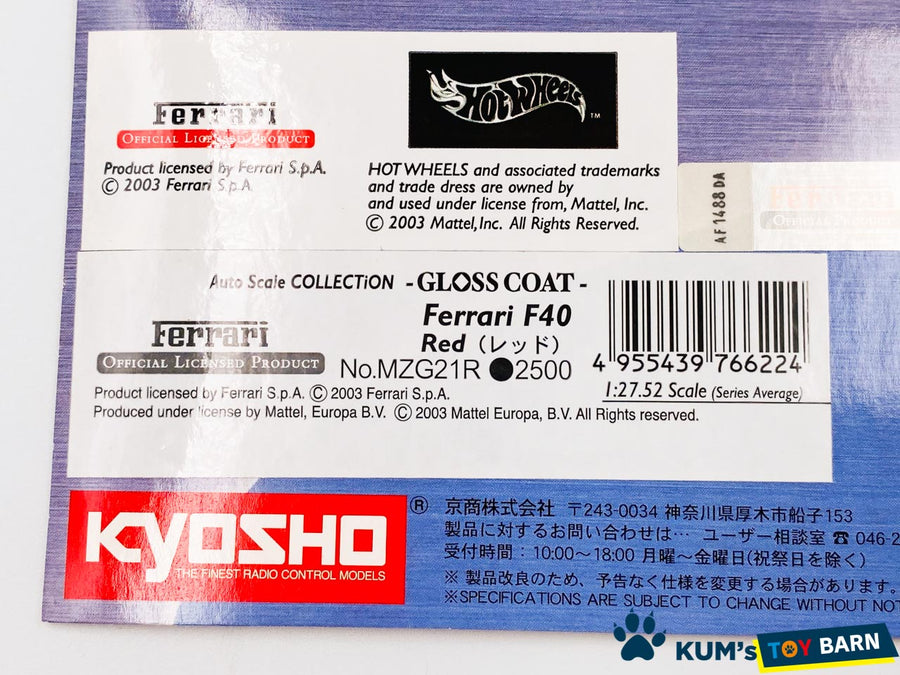 Ferrari
OFFICIAL LICENSED PRODUCT
Product licensed by Ferrari S.p.A.
© 2003 Ferrari S.p.A.
HOT WHEELS ™
HOT WHEELS and associated trademarks
and trade dress are owned by
and used under license from, Mattel, Inc.
© 2003 Mattel, Inc. All Rights Reserved.
AF 1488 DA
OFFICIAL PRODUCT
Auto Scale COLLECTiON - GLOSS COAT -
Ferrari F40
Red（レッド）
No.MZG21R ●2500
Ferrari
OFFICIAL LICENSED PRODUCT
Product licensed by Ferrari S.p.A. © 2003 Ferrari S.p.A.
Produced under license by Mattel, Europa B.V. © 2003 Mattel Europa, B.V. All rights reserved.
4 955439 766224
1:27.52 Scale (Series Average)
KYOSHO ®
THE FINEST RADIO CONTROL MODELS
京商株式会社 〒243-0034 神奈川県厚木市船子153
製品に対するお問い合わせは… ユーザー相談室 ☎ 046-2
受付時間：10:00〜18:00 月曜〜金曜日(祝祭日を除く)
※ 製品改良のため、予告なく仕様を変更する場合があります。
※SPECIFICATIONS ARE SUBJECT TO CHANGE WITHOUT NOT
KUM's TOY BARN